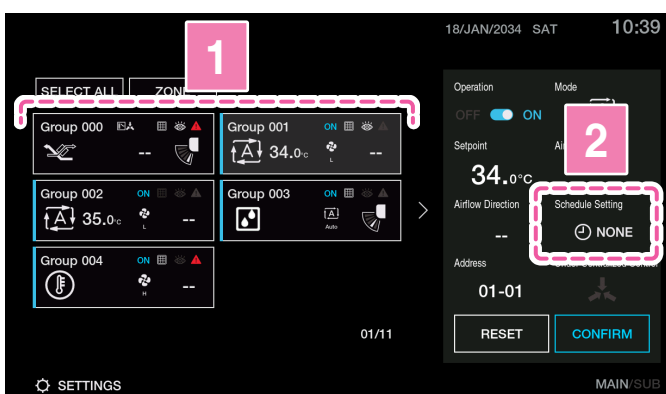 18/JAN/2034 SAT 10:39
1
SELECT ALL
Group 000
--
Group 001 ON
A 34.0°C
L
--
Group 002 ON
A 35.0°C
L
--
Group 003 ON
A
Auto
Group 004 ON
H
--
01/11
SETTINGS
Operation
OFF ON
Mode
2
Setpoint
34.0°C
Airflow Direction
--
Schedule Setting
NONE
Address
01-01
RESET
CONFIRM
MAIN/SUB